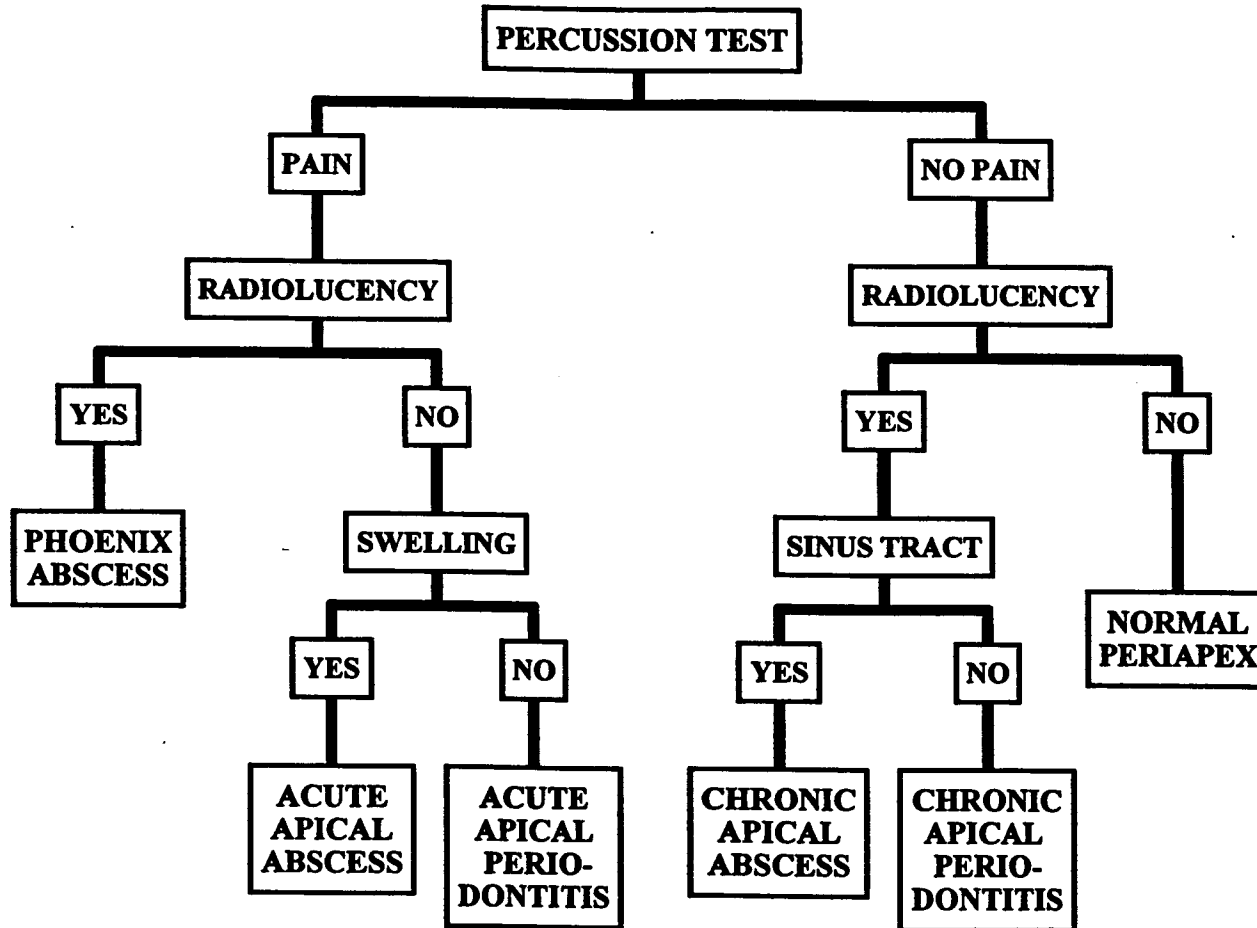 PERCUSSION TEST
PAIN
NO PAIN
RADIOLUCENCY
RADIOLUCENCY
YES
NO
YES
NO
PHOENIX
ABSCESS
SWELLING
SINUS TRACT
NORMAL
PERIAPEX
YES
NO
YES
NO
ACUTE
APICAL
ABSCESS
ACUTE
APICAL
PERIO-
DONTITIS
CHRONIC
APICAL
ABSCESS
CHRONIC
APICAL
PERIO-
DONTITIS